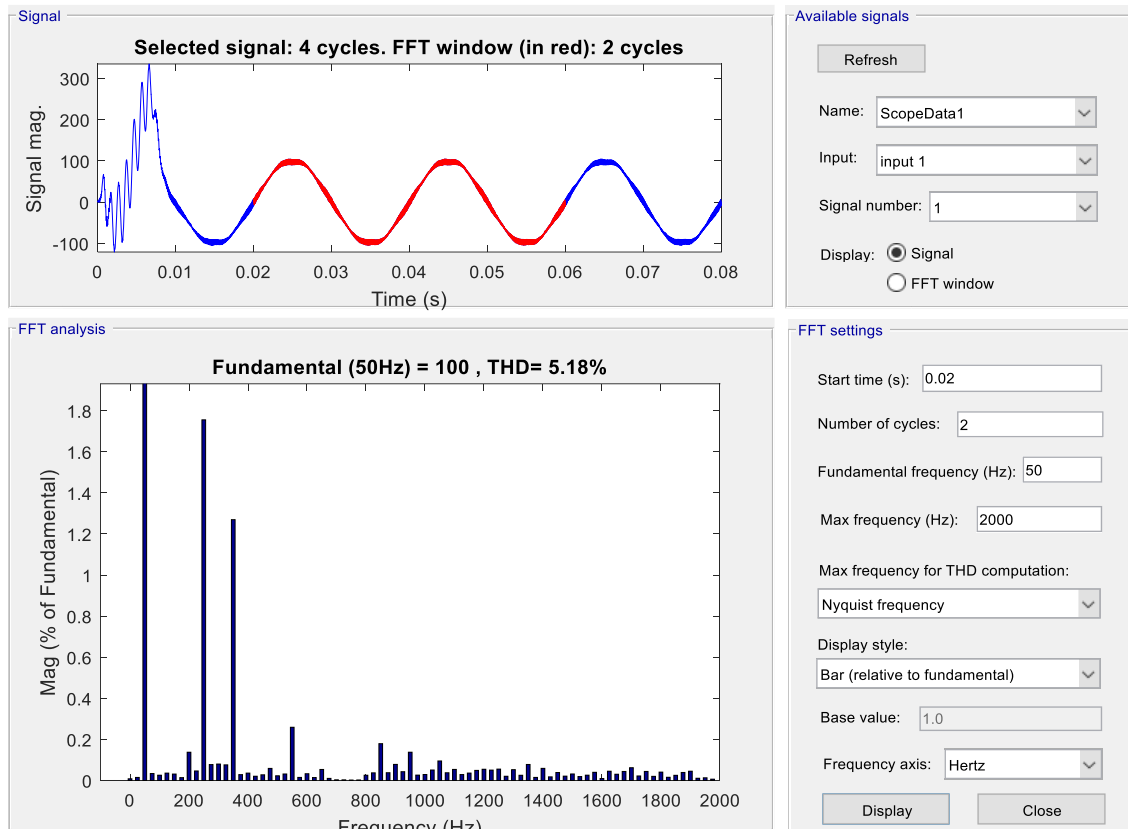 Signal
Selected signal: 4 cycles. FFT window (in red): 2 cycles
300
200
100
0
-100
Signal mag.
0 0.01 0.02 0.03 0.04 0.05 0.06 0.07 0.08
Time (s)
Available signals
Refresh
Name: ScopeData1
Input: input 1
Signal number: 1
Display: Signal
FFT window
FFT analysis
Fundamental (50Hz) = 100 , THD= 5.18%
1.8
1.6
1.4
1.2
1
0.8
0.6
0.4
0.2
0
Mag (% of Fundamental)
0 200 400 600 800 1000 1200 1400 1600 1800 2000
Frequency (Hz)
FFT settings
Start time (s): 0.02
Number of cycles: 2
Fundamental frequency (Hz): 50
Max frequency (Hz): 2000
Max frequency for THD computation:
Nyquist frequency
Display style:
Bar (relative to fundamental)
Base value: 1.0
Frequency axis: Hertz
Display Close